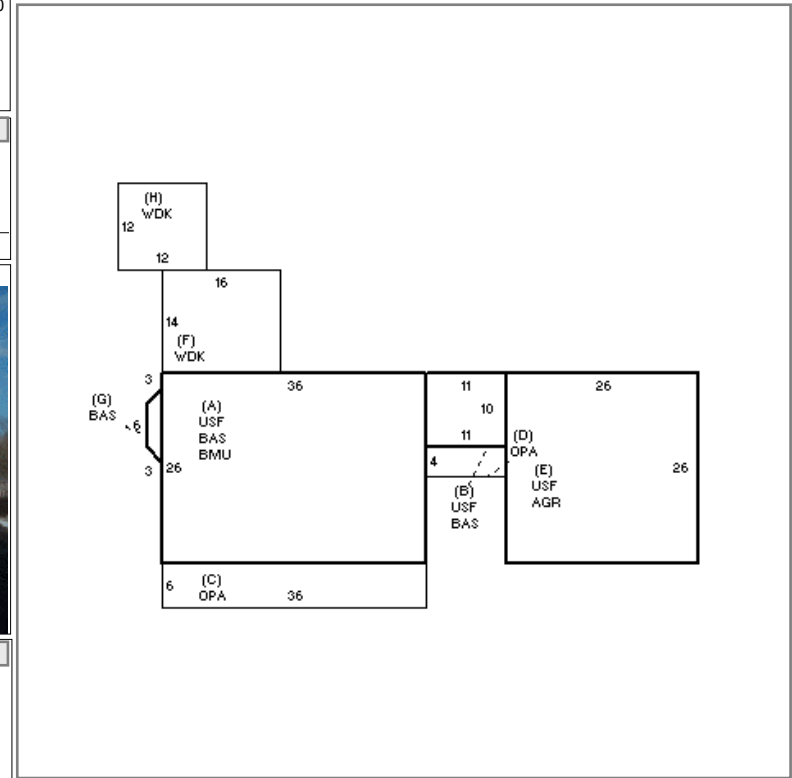 (H)
WDK
12
12
16
14
(F)
WDK
3
36
11
26
(G)
BAS
6
(A)
USF
BAS
BMU
10
11
(D)
OPA
3
26
4
(E)
USF
AGR
26
(B)
USF
BAS
6
(C)
OPA
36